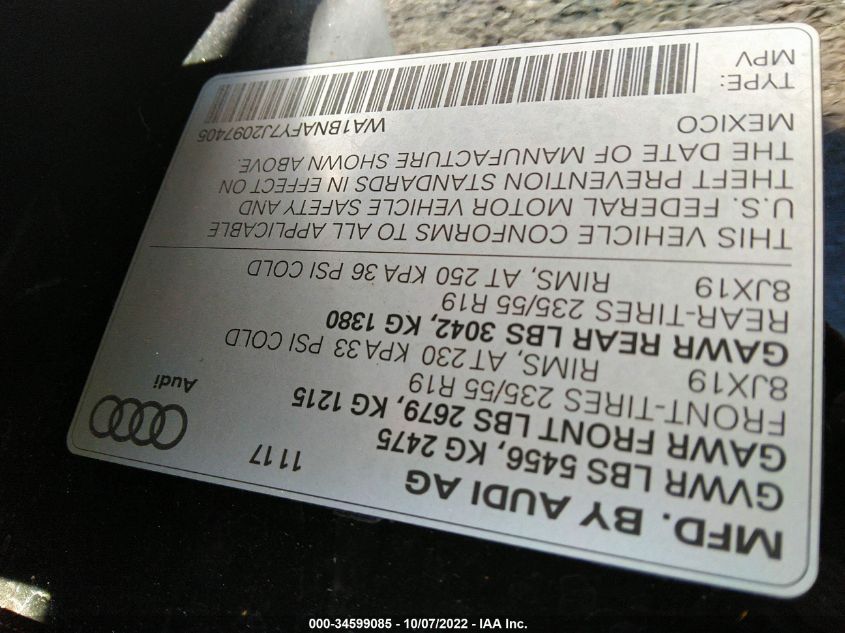 MFD. BY AUDI AG
GVWR LBS 5456, KG 2475 1117
GAWR FRONT LBS 2679, KG 1215
FRONT-TIRES 235/55 R19
8JX19 RIMS, AT 230 KPA 33 PSI COLD
Audi
GAWR REAR LBS 3042, KG 1380
REAR-TIRES 235/55 R19
8JX19 RIMS, AT 250 KPA 36 PSI COLD
THIS VEHICLE CONFORMS TO ALL APPLICABLE
U.S. FEDERAL MOTOR VEHICLE SAFETY AND
THEFT PREVENTION STANDARDS IN EFFECT ON
THE DATE OF MANUFACTURE SHOWN ABOVE.
MEXICO WA1BNAFY7J2097405
TYPE:
MPV
000-34599085 - 10/07/2022 - IAA Inc.